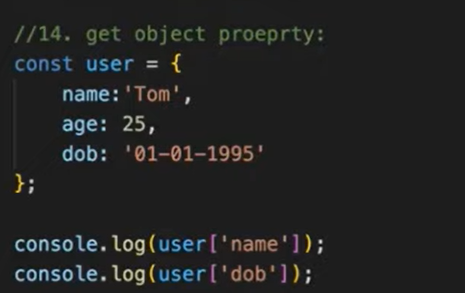 //14. get object proeprty:
const user = {
    name:'Tom',
    age: 25,
    dob: '01-01-1995'
};

console.log(user['name']);
console.log(user['dob']);